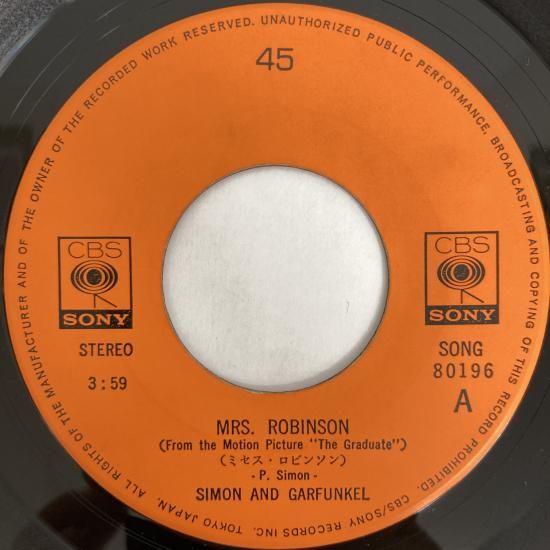 ALL RIGHTS OF THE MANUFACTURER AND OF THE OWNER OF THE RECORDED WORK RESERVED. UNAUTHORIZED PUBLIC PERFORMANCE, BROADCASTING AND COPYING OF THIS RECORD PROHIBITED. CBS/SONY RECORDS INC. TOKYO JAPAN.
45
CBS
SONY
CBS
SONY
STEREO
3:59
SONG
80196
A
MRS. ROBINSON
(From the Motion Picture "The Graduate")
(ミセス・ロビンソン)
- P. Simon -
SIMON AND GARFUNKEL